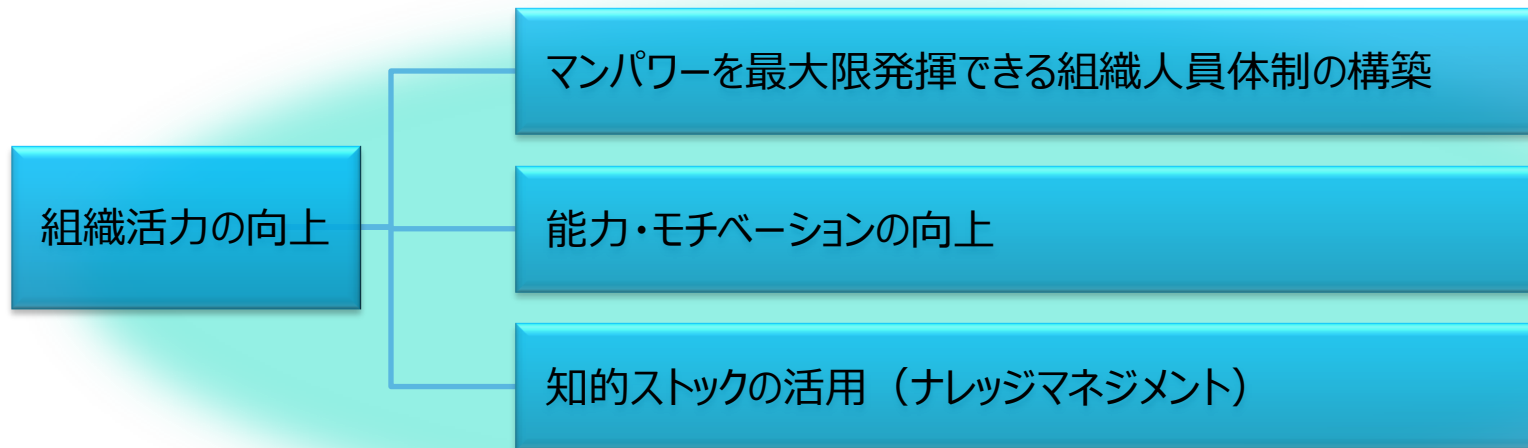 マンパワーを最大限発揮できる組織人員体制の構築
組織活力の向上
能力・モチベーションの向上
知的ストックの活用（ナレッジマネジメント）